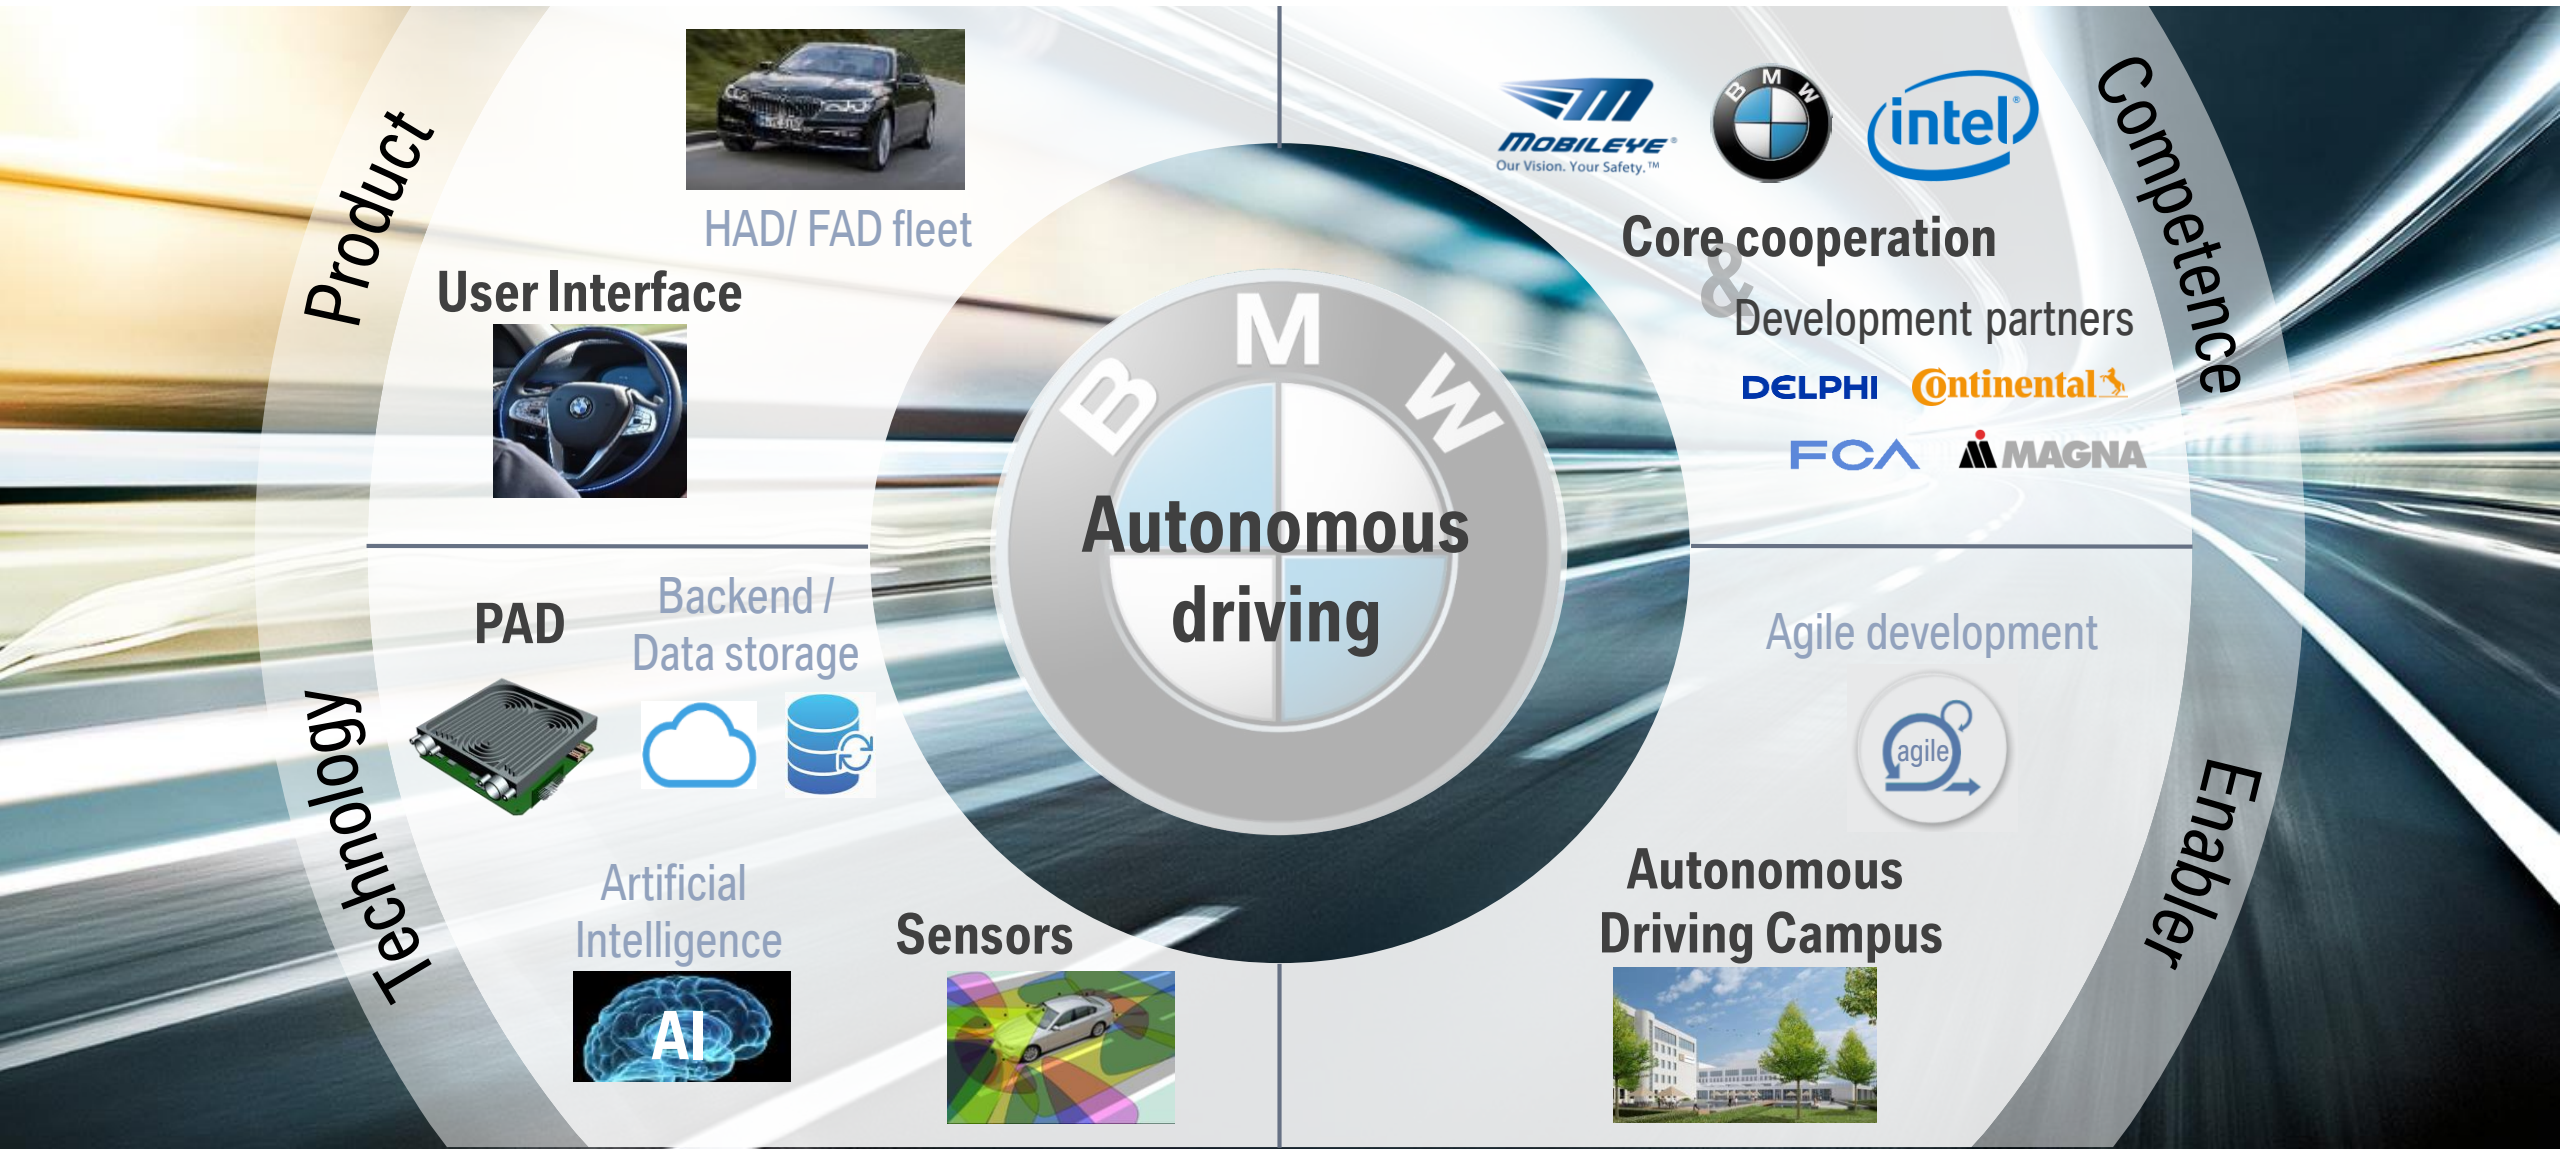 Product
HAD/ FAD fleet
User Interface
MOBILEYE®
Our Vision. Your Safety.™
BMW
intel®
Core cooperation
&
Development partners
DELPHI
Continental
FCA
MAGNA
Competence
BMW
Autonomous
driving
PAD
Backend /
Data storage
Artificial
Intelligence
AI
Sensors
Technology
Agile development
agile
Autonomous
Driving Campus
Enabler